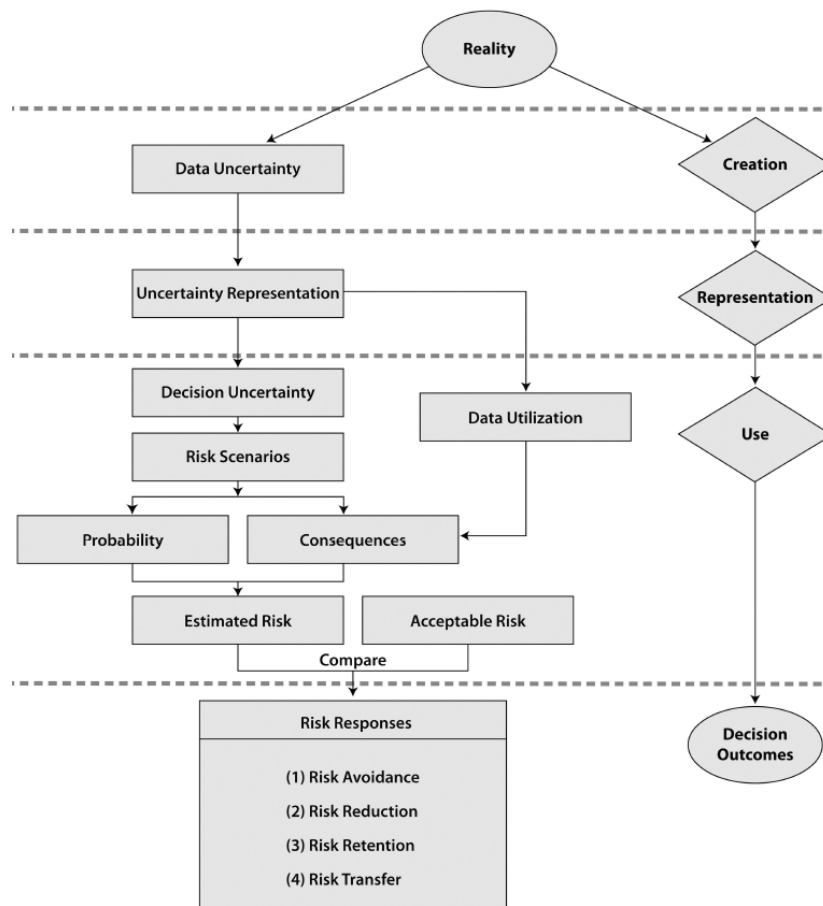 Reality
Data Uncertainty
Creation
Uncertainty Representation
Representation
Decision Uncertainty
Data Utilization
Use
Risk Scenarios
Probability
Consequences
Estimated Risk
Acceptable Risk
Compare
Risk Responses
Decision
Outcomes
(1) Risk Avoidance
(2) Risk Reduction
(3) Risk Retention
(4) Risk Transfer